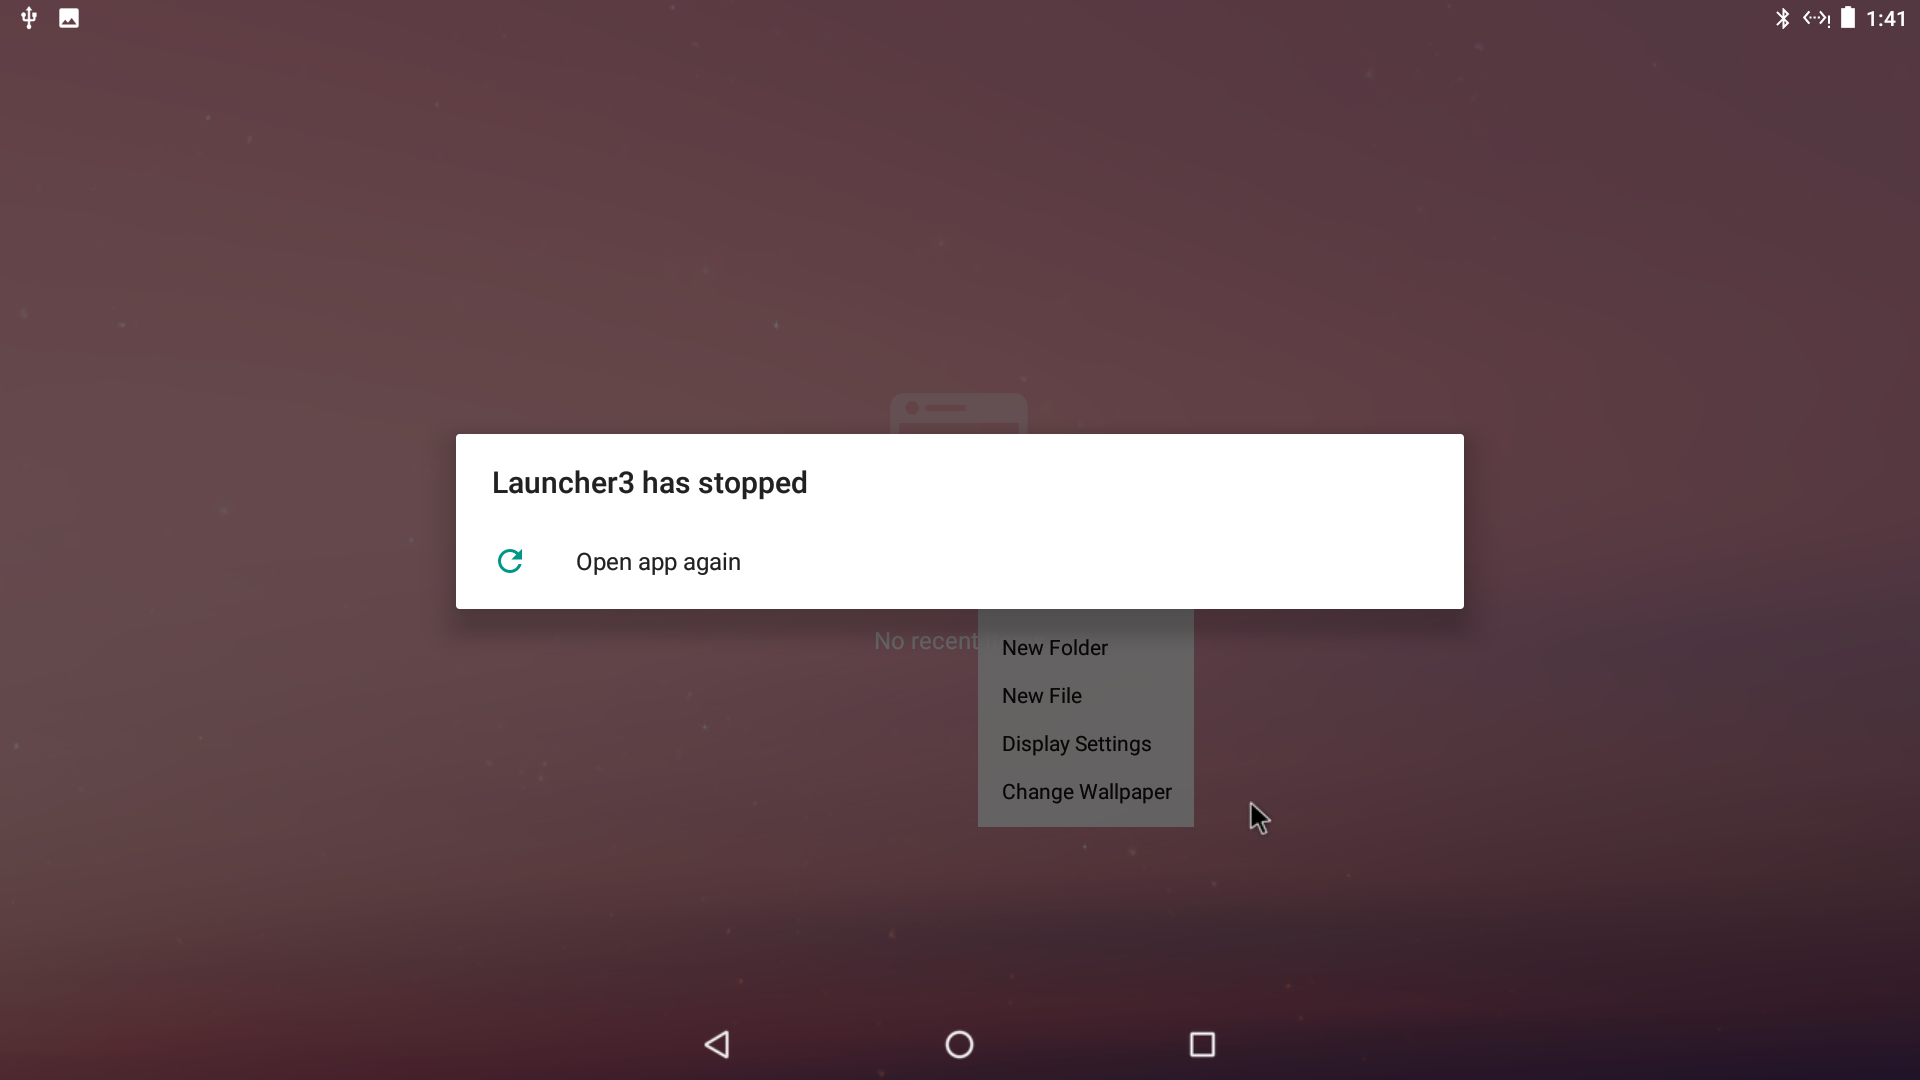 1:41
Launcher3 has stopped
Open app again
No recent
New Folder
New File
Display Settings
Change Wallpaper